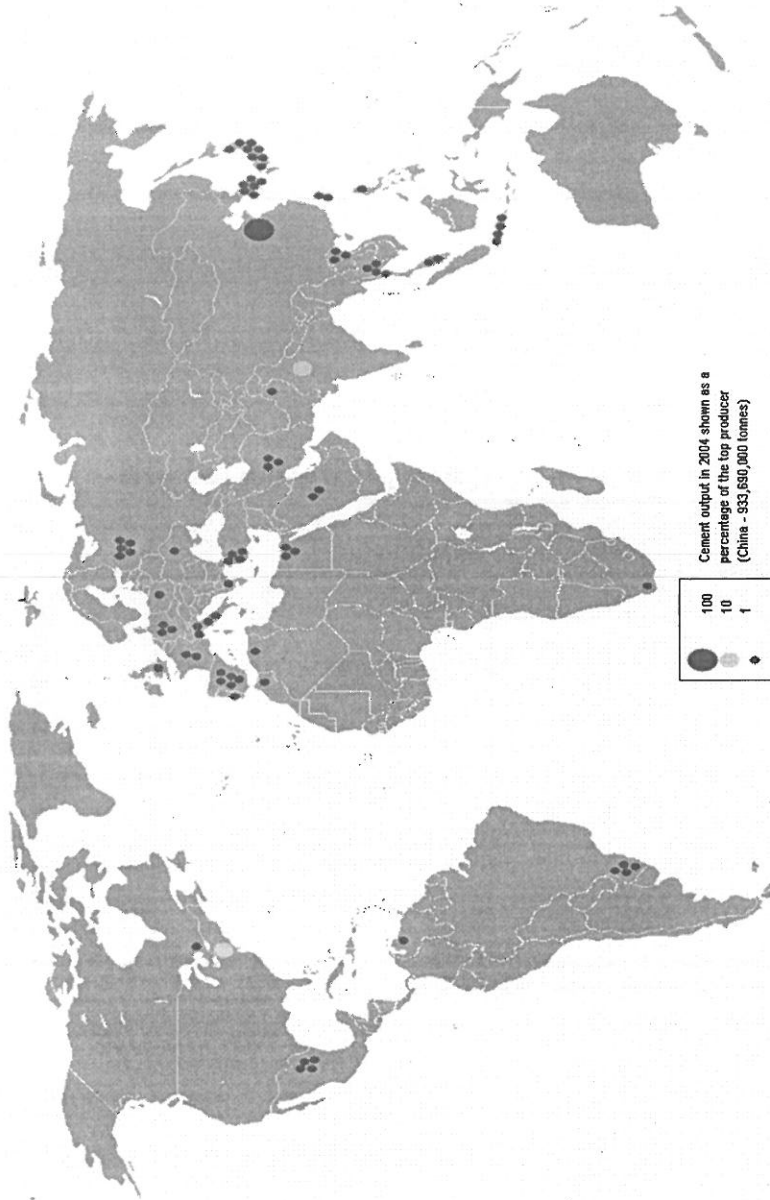 100
10
1
Cement output in 2004 shown as a
percentage of the top producer
(China - 933,690,000 tonnes)